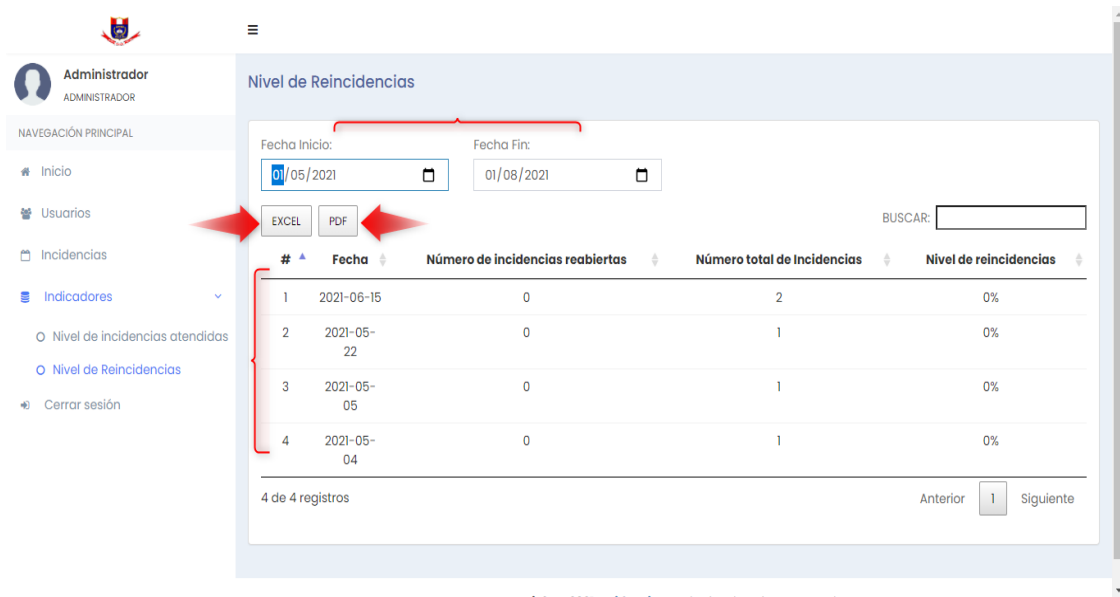 Administrador
ADMINISTRADOR
NAVEGACIÓN PRINCIPAL
Inicio
Usuarios
Incidencias
Indicadores
Nivel de incidencias atendidas
Nivel de Reincidencias
Cerrar sesión
Nivel de Reincidencias
Fecha Inicio: Fecha Fin:
01/05/2021 01/08/2021
EXCEL PDF BUSCAR:
# Fecha Número de incidencias reabiertas Número total de Incidencias Nivel de reincidencias
1 2021-06-15 0 2 0%
2 2021-05- 0 1 0%
22
3 2021-05- 0 1 0%
05
4 2021-05- 0 1 0%
04
4 de 4 registros Anterior 1 Siguiente